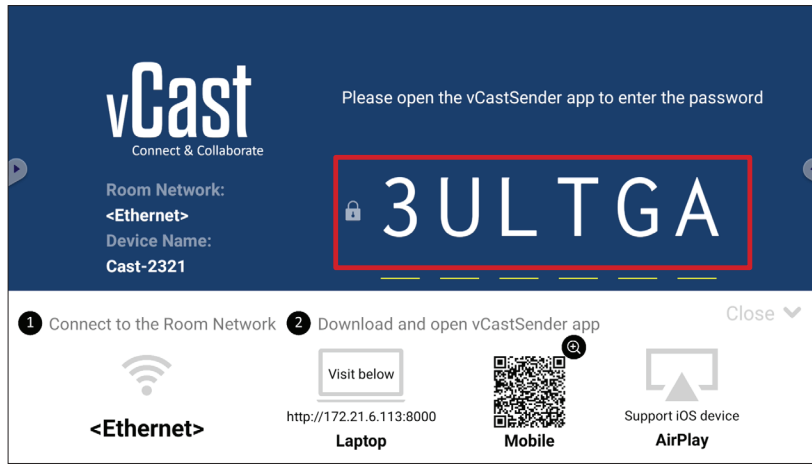 vCast
Connect & Collaborate
Please open the vCastSender app to enter the password
Room Network:
<Ethernet>
Device Name:
Cast-2321
3ULTGA
1 Connect to the Room Network
2 Download and open vCastSender app
Close
<Ethernet>
Visit below
http://172.21.6.113:8000
Laptop
Mobile
Support iOS device
AirPlay